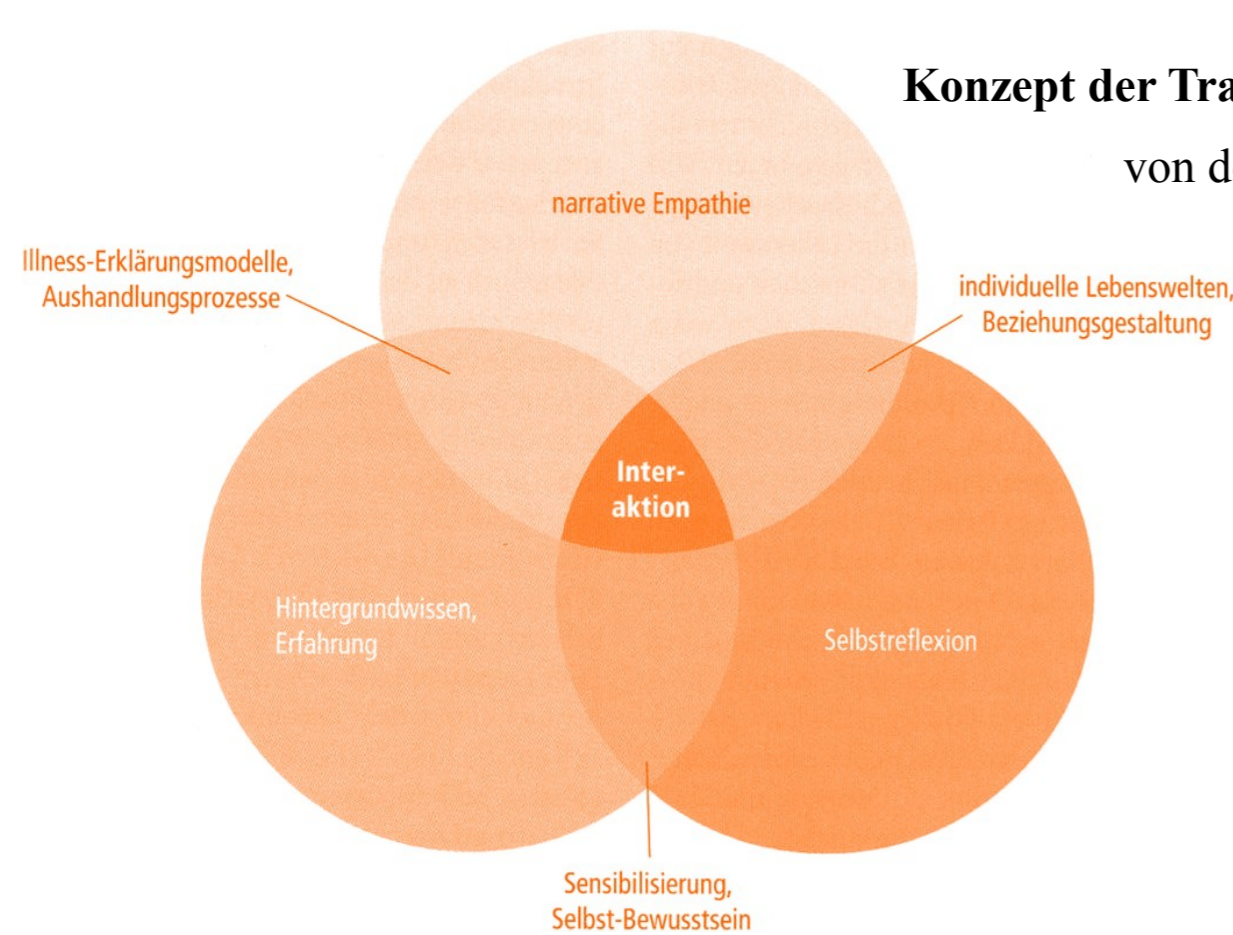 Konzept der Tra
von d
narrative Empathie
Illness-Erklärungsmodelle,
Aushandlungsprozesse
individuelle Lebenswelten,
Beziehungsgestaltung
Inter-
aktion
Hintergrundwissen,
Erfahrung
Selbstreflexion
Sensibilisierung,
Selbst-Bewusstsein